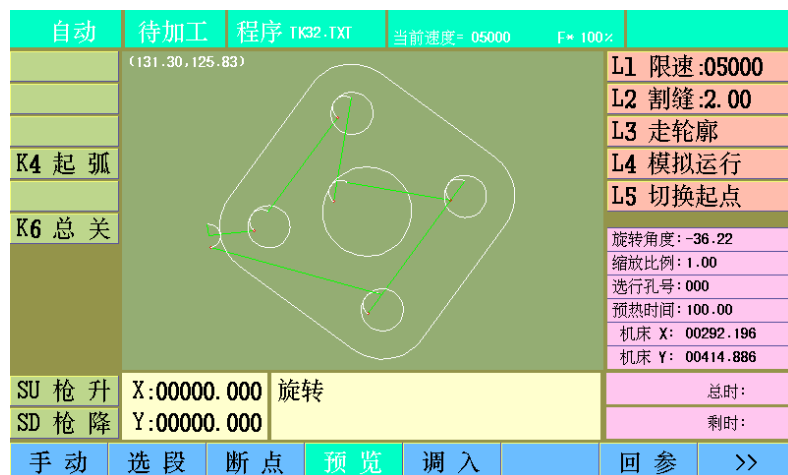 自动 待加工 程序 TK32.TXT 当前速度= 05000 F* 100%
(131.30,125.83)
L1 限速:05000
L2 割缝:2.00
L3 走轮廓
K4 起 弧
L4 模拟运行
L5 切换起点
K6 总 关
旋转角度:-36.22
缩放比例:1.00
选行孔号:000
预热时间:100.00
机床 X: 00292.196
机床 Y: 00414.886
SU 枪 升 X:00000.000 旋转 总时:
SD 枪 降 Y:00000.000 剩时:
手 动 选 段 断 点 预 览 调 入 回 参 >>